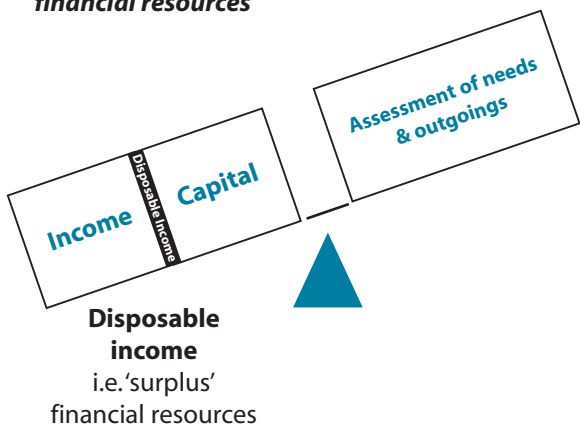 financial resources
Assessment of needs
& outgoings
Income
Disposable Income
Capital
Disposable
income
i.e.‘surplus’
financial resources